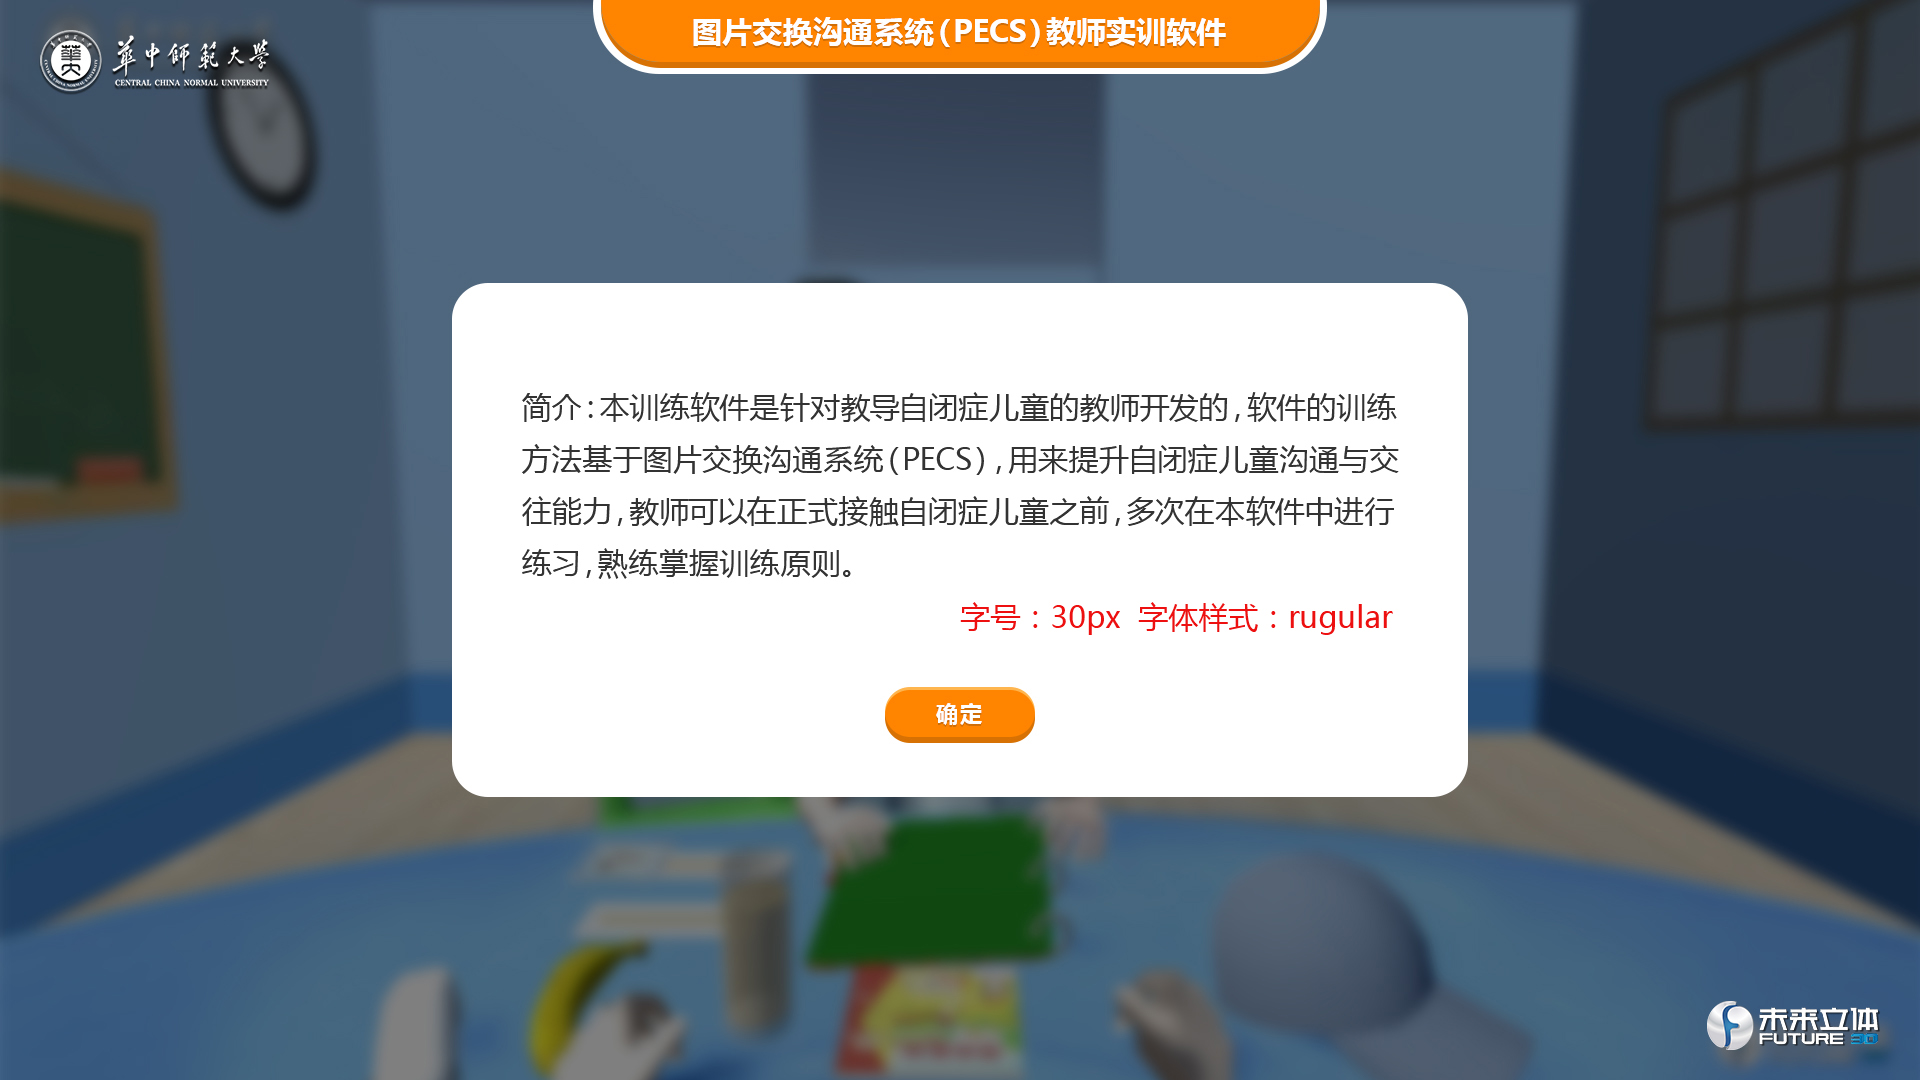 華中師範大學
CENTRAL CHINA NORMAL UNIVERSITY
图片交换沟通系统(PECS)教师实训软件
简介:本训练软件是针对教导自闭症儿童的教师开发的,软件的训练
方法基于图片交换沟通系统(PECS),用来提升自闭症儿童沟通与交
往能力,教师可以在正式接触自闭症儿童之前,多次在本软件中进行
练习,熟练掌握训练原则。
字号：30px 字体样式：rugular
确定
未来立体
FUTURE 3D